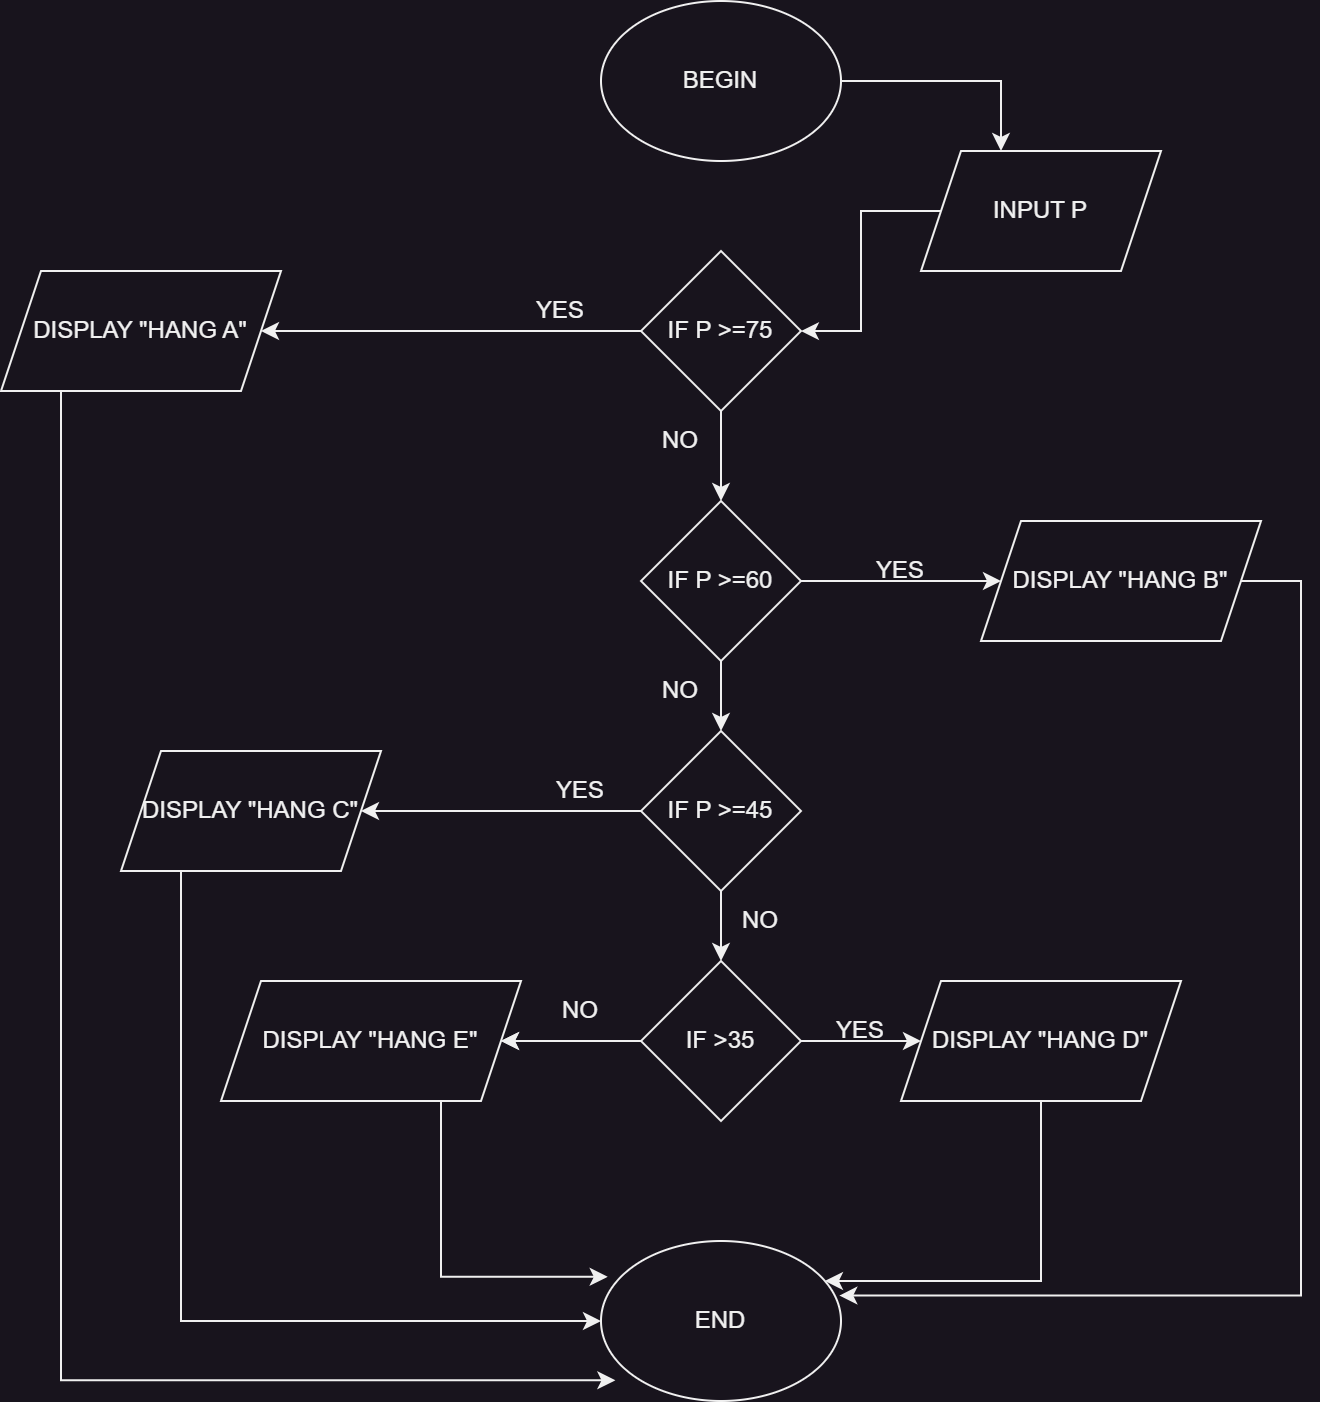 BEGIN
INPUT P
IF P >=75
YES
DISPLAY "HANG A"
NO
IF P >=60
YES
DISPLAY "HANG B"
NO
IF P >=45
YES
DISPLAY "HANG C"
NO
IF >35
NO
DISPLAY "HANG E"
YES
DISPLAY "HANG D"
END